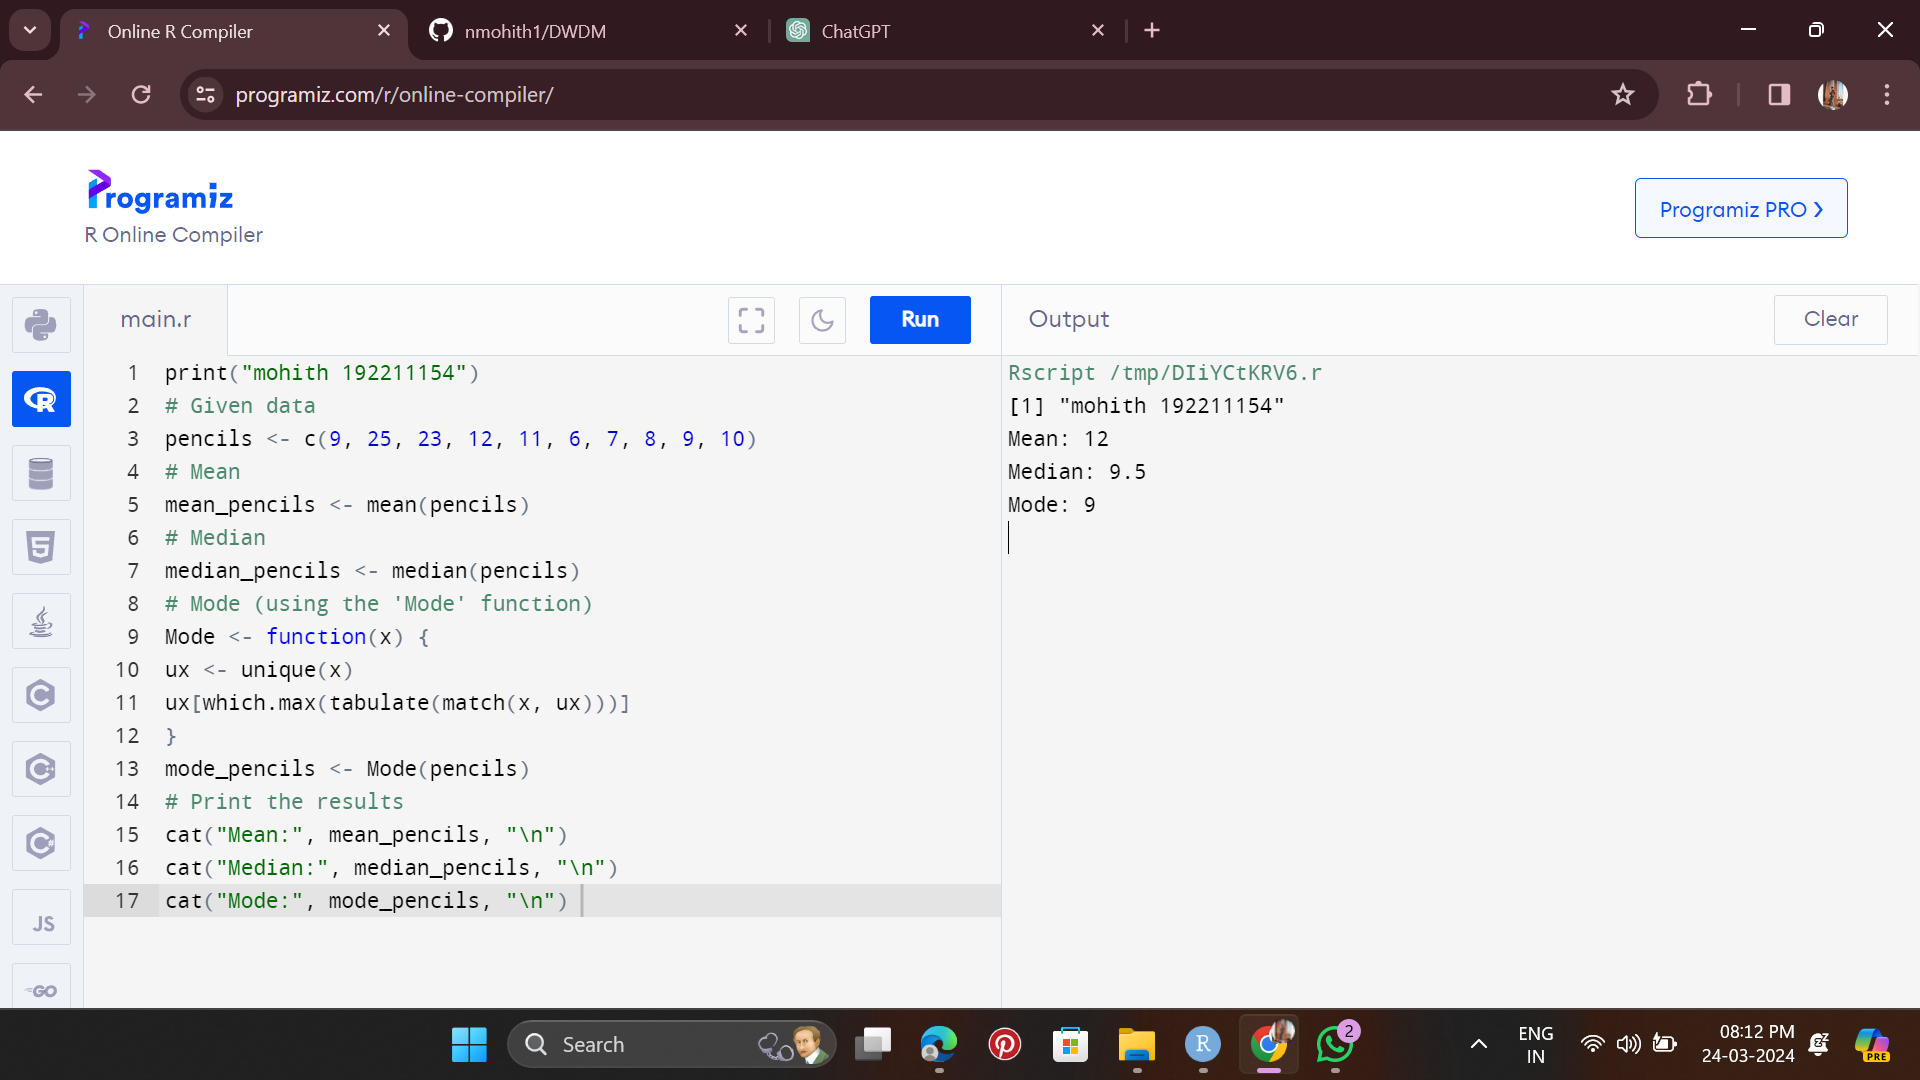 Online R Compiler
nmohith1/DWDM
ChatGPT
programiz.com/r/online-compiler/
Programiz
R Online Compiler
Programiz PRO ❯
main.r
Run
Output
Clear
1 print("mohith 192211154")
2 # Given data
3 pencils <- c(9, 25, 23, 12, 11, 6, 7, 8, 9, 10)
4 # Mean
5 mean_pencils <- mean(pencils)
6 # Median
7 median_pencils <- median(pencils)
8 # Mode (using the 'Mode' function)
9 Mode <- function(x) {
10 ux <- unique(x)
11 ux[which.max(tabulate(match(x, ux)))]
12 }
13 mode_pencils <- Mode(pencils)
14 # Print the results
15 cat("Mean:", mean_pencils, "\n")
16 cat("Median:", median_pencils, "\n")
17 cat("Mode:", mode_pencils, "\n")
Rscript /tmp/DIiYCtKRV6.r
[1] "mohith 192211154"
Mean: 12
Median: 9.5
Mode: 9
R
5
C
C++
C#
JS
GO
Search
R
2
ENG
IN
08:12 PM
24-03-2024
PRE